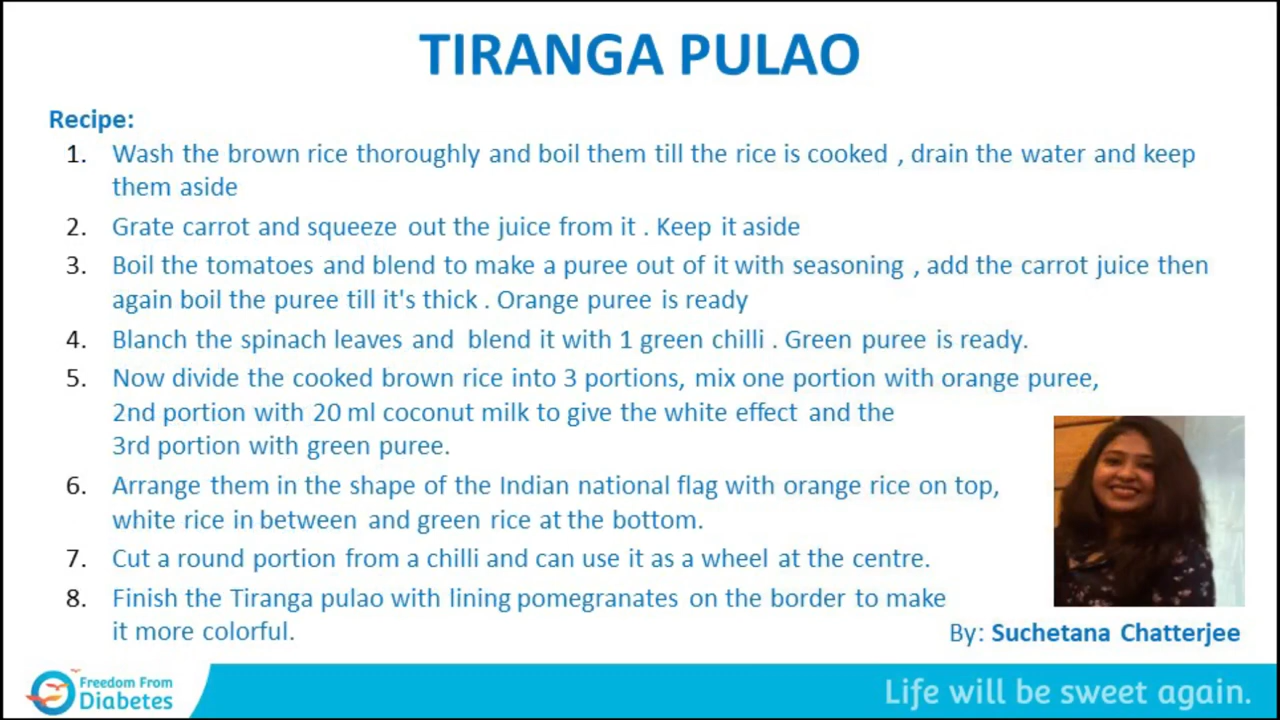 TIRANGA PULAO
Recipe:
1. Wash the brown rice thoroughly and boil them till the rice is cooked , drain the water and keep
them aside
2. Grate carrot and squeeze out the juice from it . Keep it aside
3. Boil the tomatoes and blend to make a puree out of it with seasoning , add the carrot juice then
again boil the puree till it's thick . Orange puree is ready
4. Blanch the spinach leaves and blend it with 1 green chilli . Green puree is ready.
5. Now divide the cooked brown rice into 3 portions, mix one portion with orange puree,
2nd portion with 20 ml coconut milk to give the white effect and the
3rd portion with green puree.
6. Arrange them in the shape of the Indian national flag with orange rice on top,
white rice in between and green rice at the bottom.
7. Cut a round portion from a chilli and can use it as a wheel at the centre.
8. Finish the Tiranga pulao with lining pomegranates on the border to make
it more colorful.
By: Suchetana Chatterjee
Freedom From
Diabetes
Life will be sweet again.